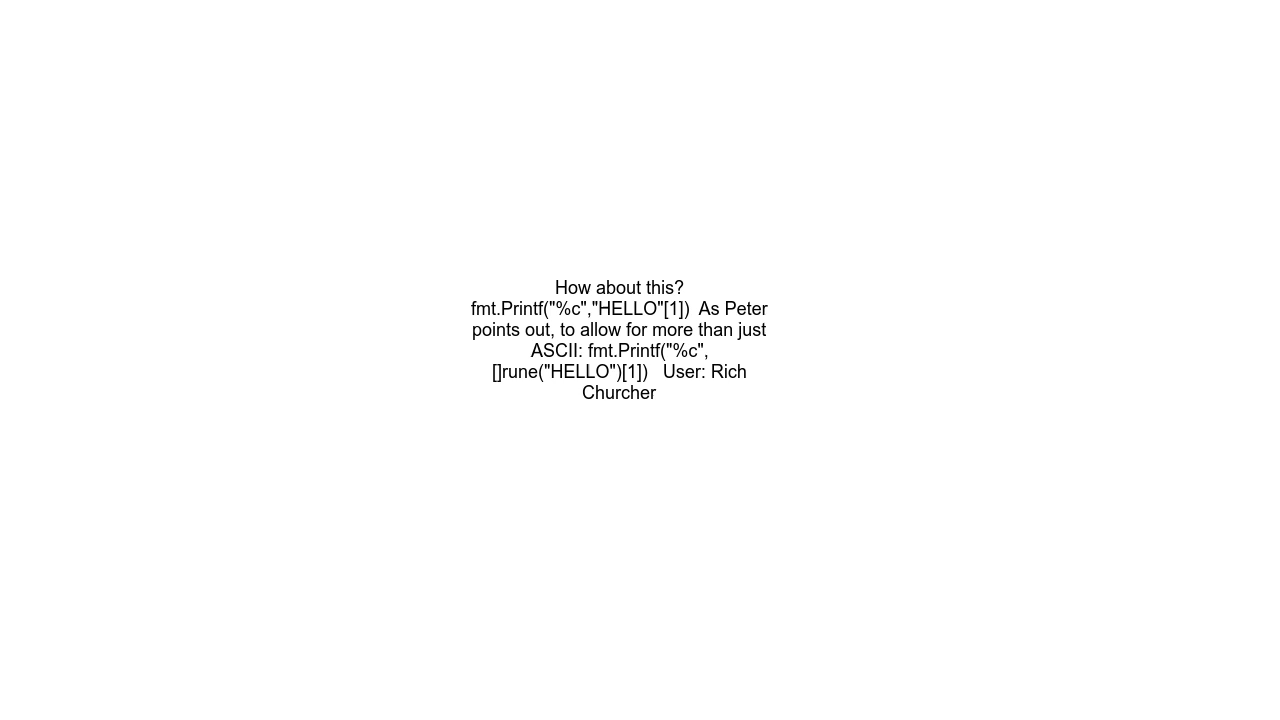 How about this?
fmt.Printf("%c","HELLO"[1])  As Peter
points out, to allow for more than just
ASCII: fmt.Printf("%c",
[]rune("HELLO")[1])   User: Rich
Churcher